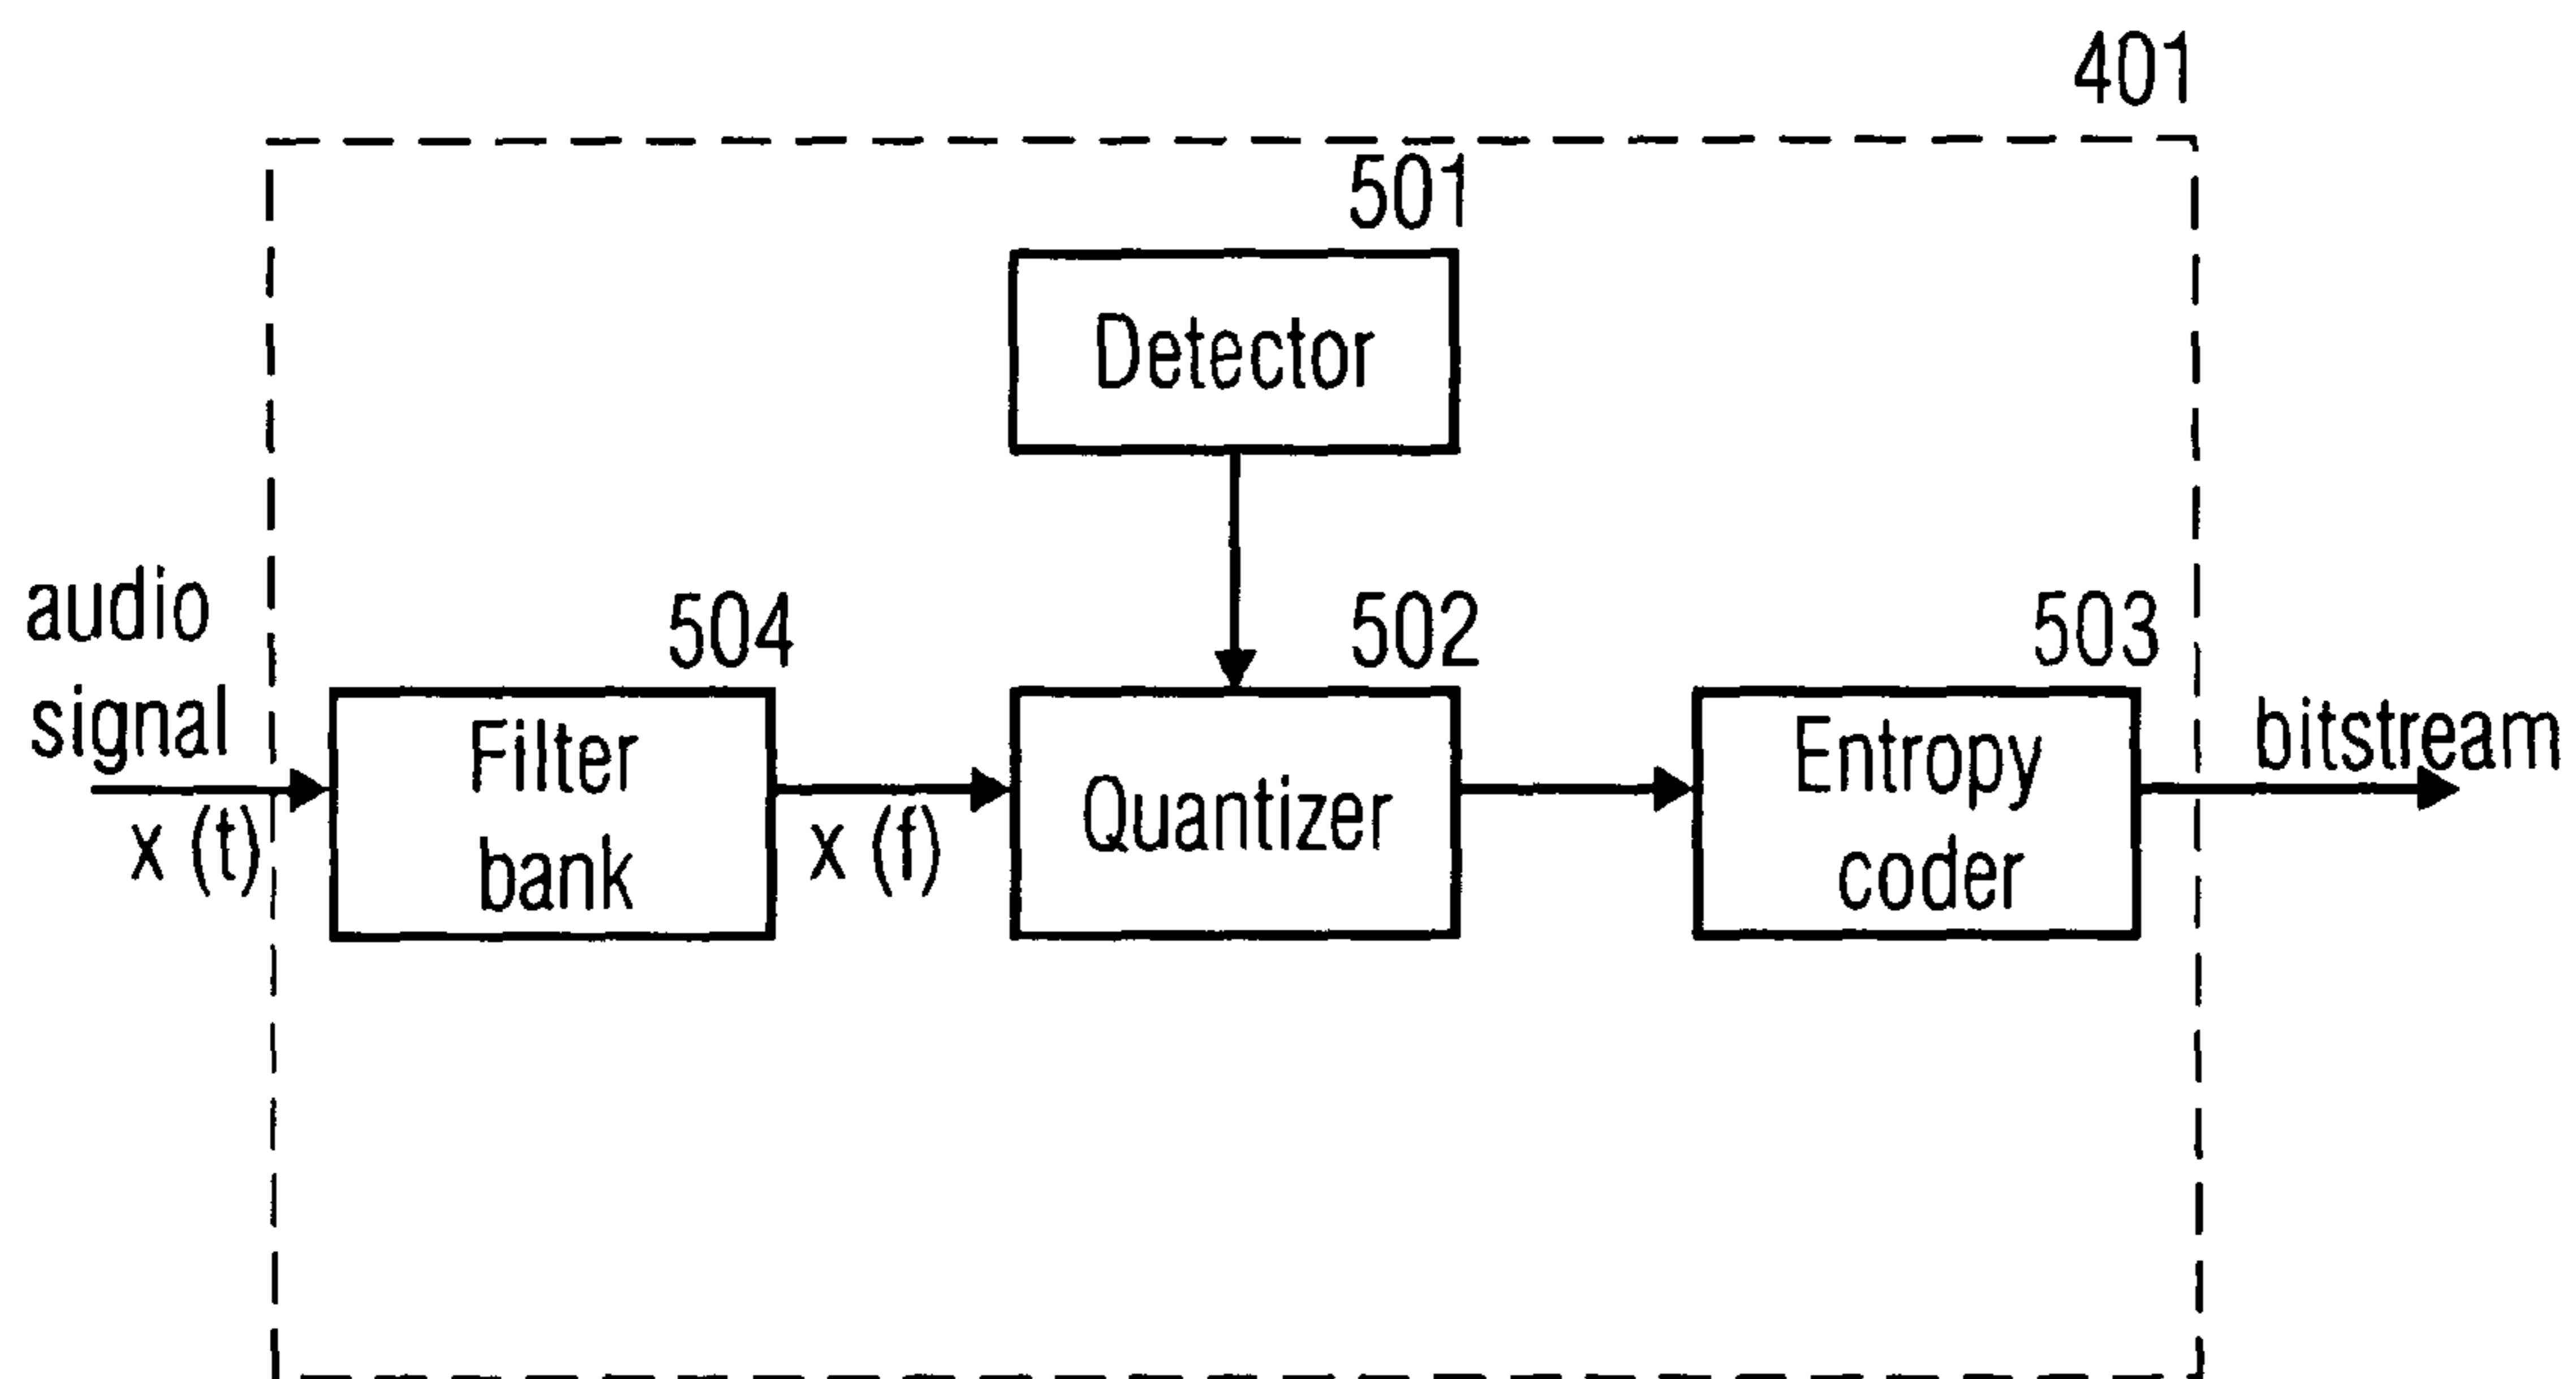 401
501
Detector
audio
signal
x (t)
504
Filter
bank
x (f)
502
Quantizer
503
Entropy
coder
bitstream